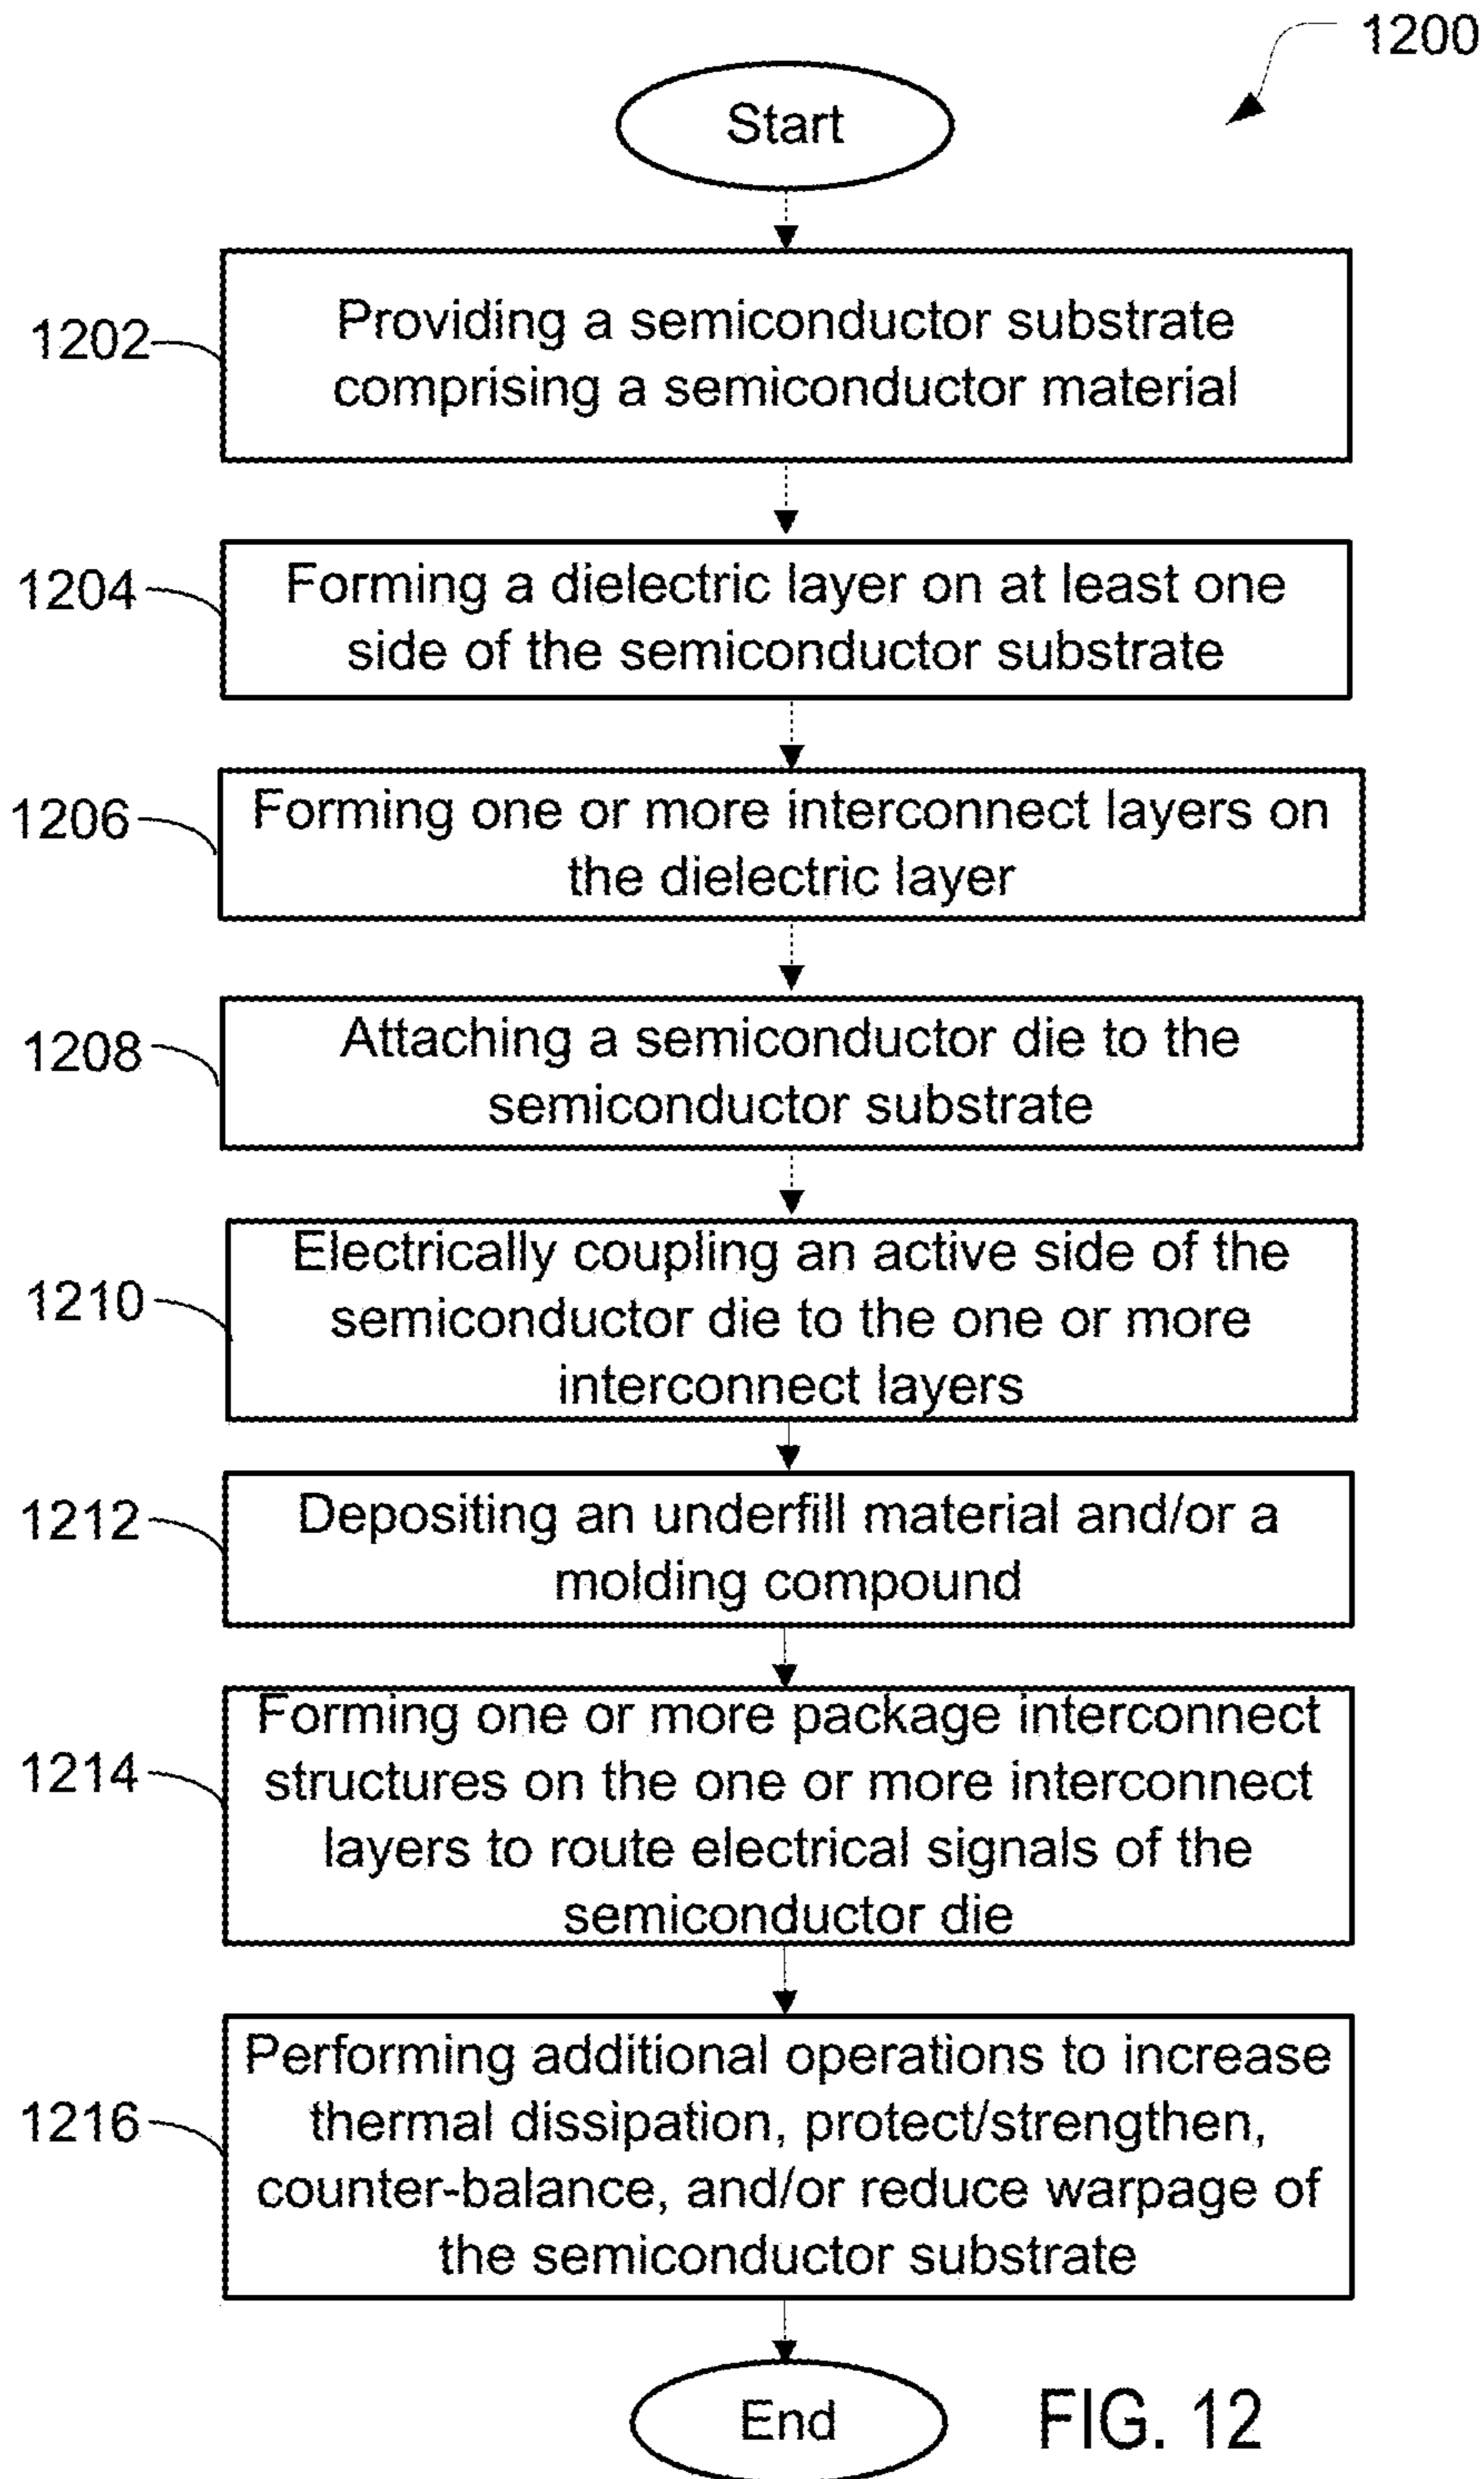 1200
Start
1202
Providing a semiconductor substrate
comprising a semiconductor material
1204
Forming a dielectric layer on at least one
side of the semiconductor substrate
1206
Forming one or more interconnect layers on
the dielectric layer
1208
Attaching a semiconductor die to the
semiconductor substrate
1210
Electrically coupling an active side of the
semiconductor die to the one or more
interconnect layers
1212
Depositing an underfill material and/or a
molding compound
1214
Forming one or more package interconnect
structures on the one or more interconnect
layers to route electrical signals of the
semiconductor die
1216
Performing additional operations to increase
thermal dissipation, protect/strengthen,
counter-balance, and/or reduce warpage of
the semiconductor substrate
End
FIG. 12